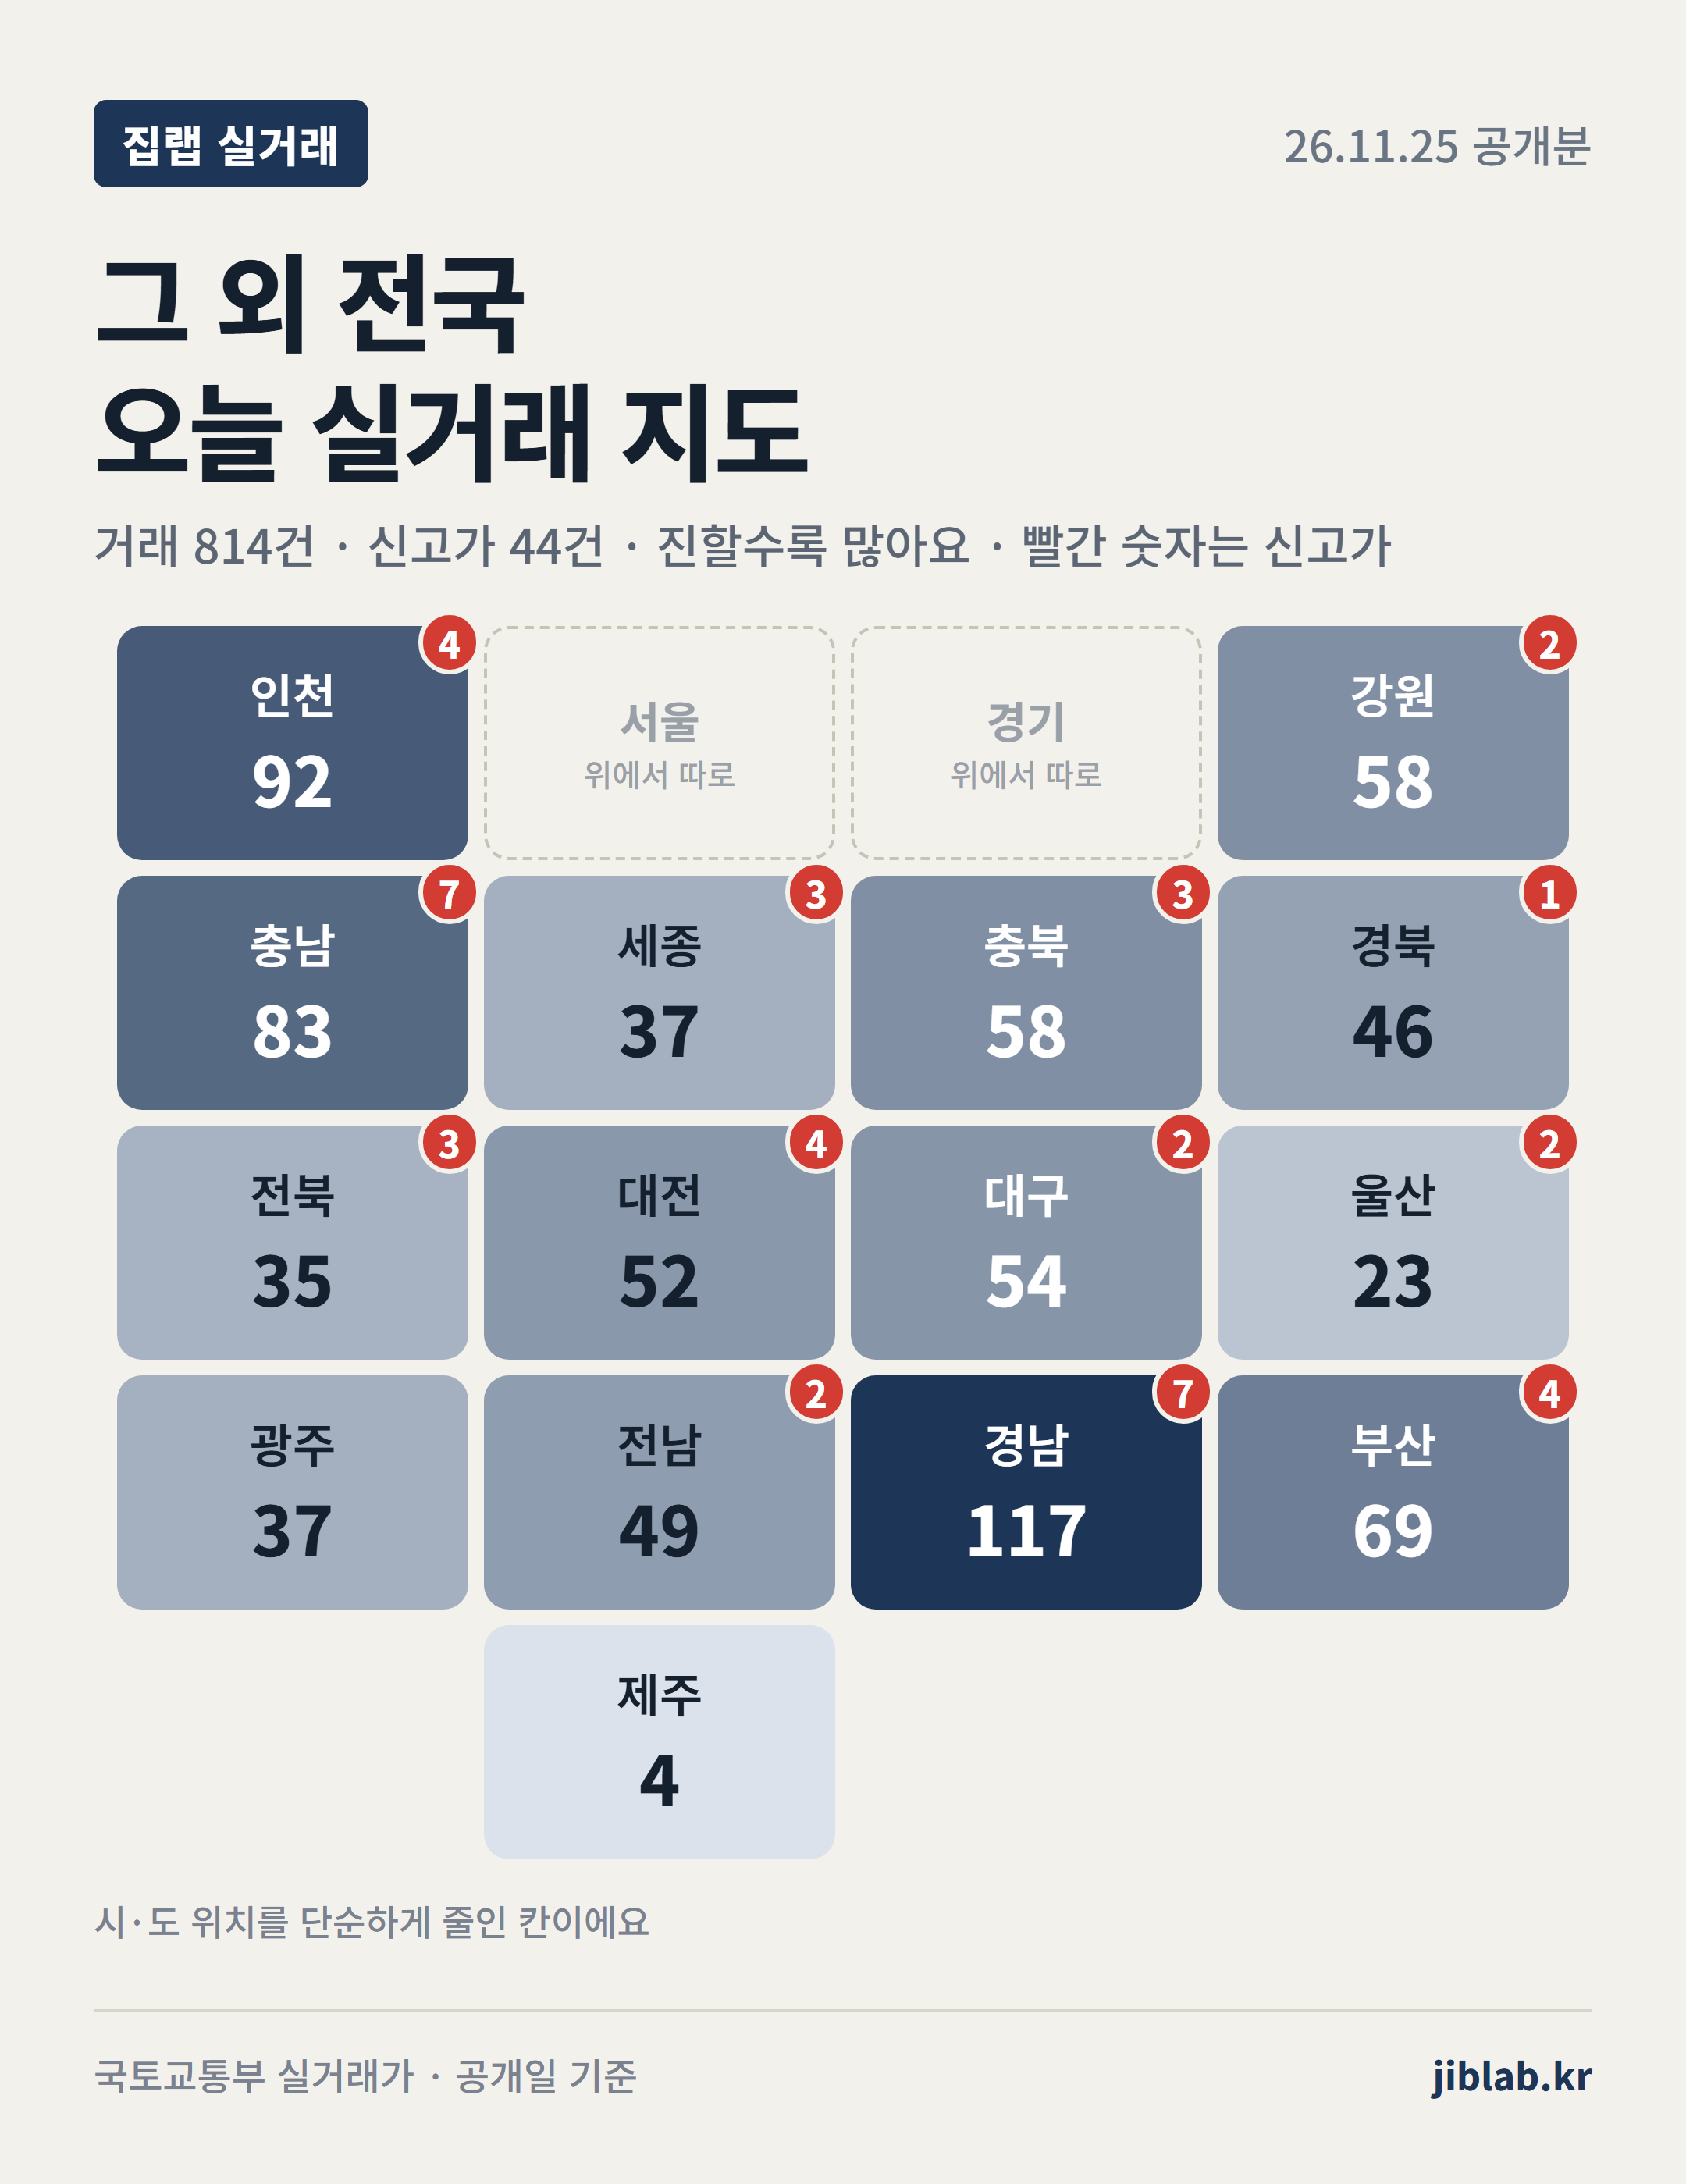 집랩 실거래
26.11.25 공개분
그 외 전국
오늘 실거래 지도
거래 814건 · 신고가 44건 · 진할수록 많아요 · 빨간 숫자는 신고가
4
인천
92
서울
위에서 따로
경기
위에서 따로
2
강원
58
7
충남
83
3
세종
37
3
충북
58
1
경북
46
3
전북
35
4
대전
52
2
대구
54
2
울산
23
광주
37
2
전남
49
7
경남
117
4
부산
69
제주
4
시·도 위치를 단순하게 줄인 칸이에요
국토교통부 실거래가 · 공개일 기준
jiblab.kr